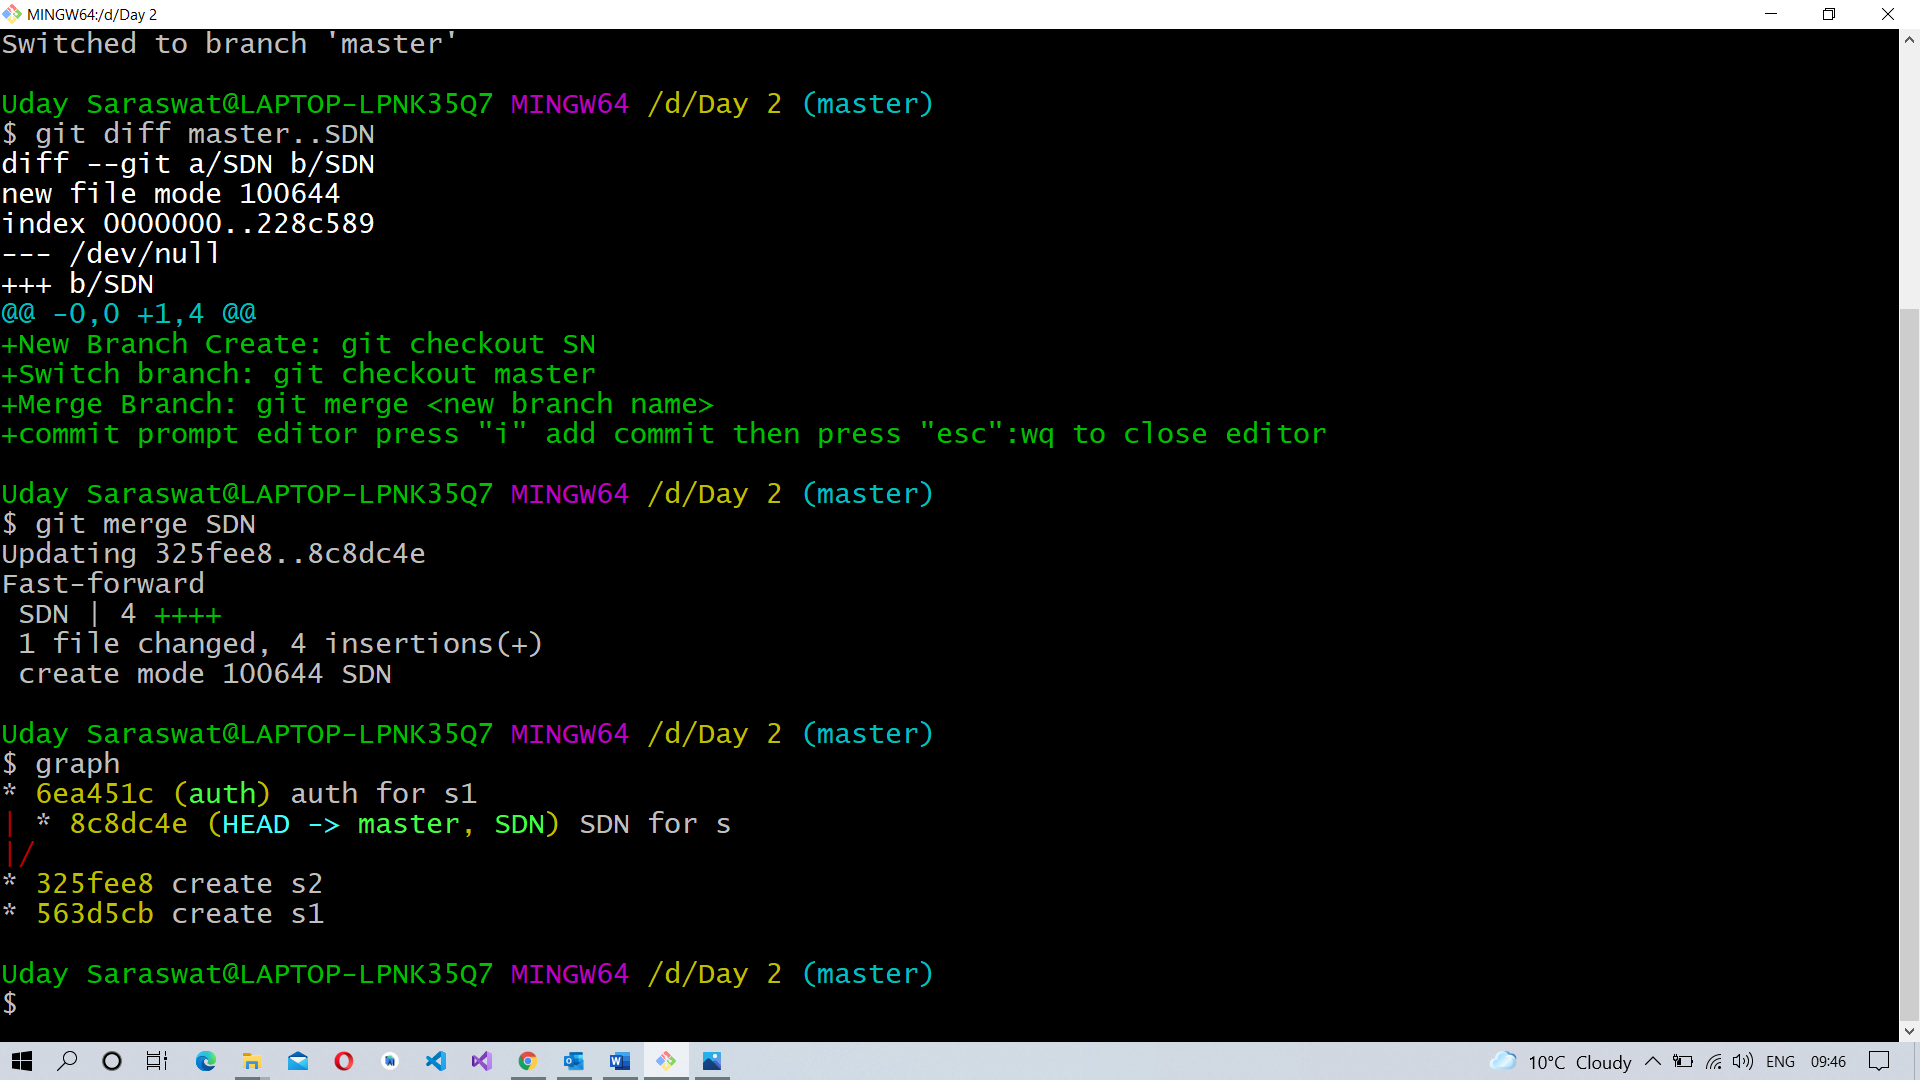 MINGW64:/d/Day 2
Switched to branch 'master'
Uday Saraswat@LAPTOP-LPNK35Q7 MINGW64 /d/Day 2 (master)
$ git diff master..SDN
diff --git a/SDN b/SDN
new file mode 100644
index 0000000..228c589
--- /dev/null
+++ b/SDN
@@ -0,0 +1,4 @@
+New Branch Create: git checkout SN
+Switch branch: git checkout master
+Merge Branch: git merge <new branch name>
+commit prompt editor press "i" add commit then press "esc":wq to close editor
Uday Saraswat@LAPTOP-LPNK35Q7 MINGW64 /d/Day 2 (master)
$ git merge SDN
Updating 325fee8..8c8dc4e
Fast-forward
 SDN | 4 ++++
 1 file changed, 4 insertions(+)
 create mode 100644 SDN
Uday Saraswat@LAPTOP-LPNK35Q7 MINGW64 /d/Day 2 (master)
$ graph
* 6ea451c (auth) auth for s1
| * 8c8dc4e (HEAD -> master, SDN) SDN for s
|/
* 325fee8 create s2
* 563d5cb create s1
Uday Saraswat@LAPTOP-LPNK35Q7 MINGW64 /d/Day 2 (master)
$
10°C Cloudy ENG 09:46